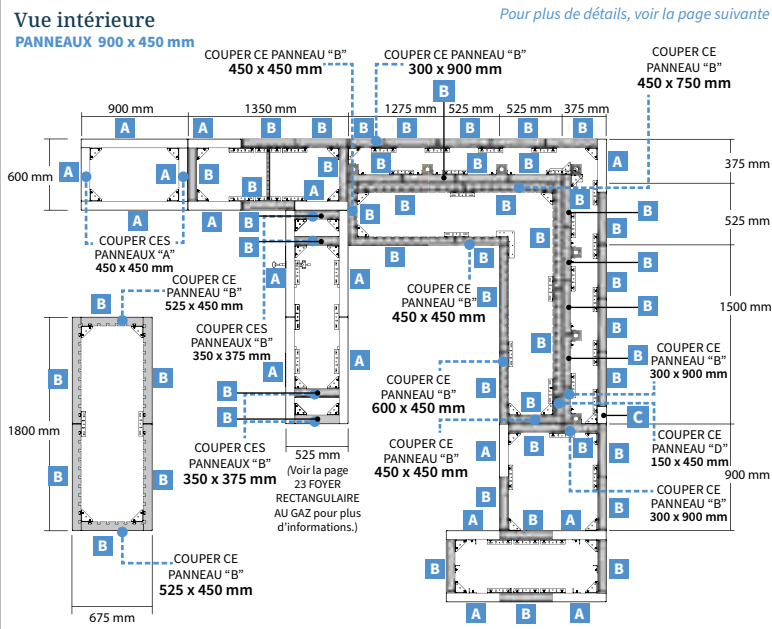 Vue intérieure
Pour plus de détails, voir la page suivante
PANNEAUX 900 x 450 mm
COUPER CE PANNEAU “B”
450 x 450 mm
COUPER CE PANNEAU “B”
300 x 900 mm
COUPER CE
PANNEAU “B”
450 x 750 mm
B
900 mm
1350 mm
1275 mm
525 mm
525 mm
375 mm
A
A
B
B
B
B
B
B
B
600 mm
A
A
B
B
B
B
B
B
B
A
375 mm
B
A
B
A
A
B
B
B
B
B
B
525 mm
B
B
COUPER CES
PANNEAUX “A”
450 x 450 mm
B
B
B
B
B
COUPER CE
PANNEAU “B”
525 x 450 mm
A
A
COUPER CE
PANNEAU “B”
450 x 450 mm
B
B
B
B
B
1500 mm
B
COUPER CES
PANNEAUX “B”
350 x 375 mm
B
COUPER CE
PANNEAU “B”
300 x 900 mm
B
B
A
A
COUPER CE
PANNEAU “B”
600 x 450 mm
B
B
B
B
B
C
1800 mm
COUPER CES
PANNEAUX “B”
350 x 375 mm
525 mm
(Voir la page
23 FOYER
RECTANGULAIRE
AU GAZ pour plus
d’informations.)
COUPER CE
PANNEAU “B”
450 x 450 mm
A
B
B
B
COUPER CE
PANNEAU “D”
150 x 450 mm
B
B
B
900 mm
COUPER CE
PANNEAU “B”
300 x 900 mm
B
A
B
A
B
B
COUPER CE
PANNEAU “B”
525 x 450 mm
B
B
675 mm
A
B
A